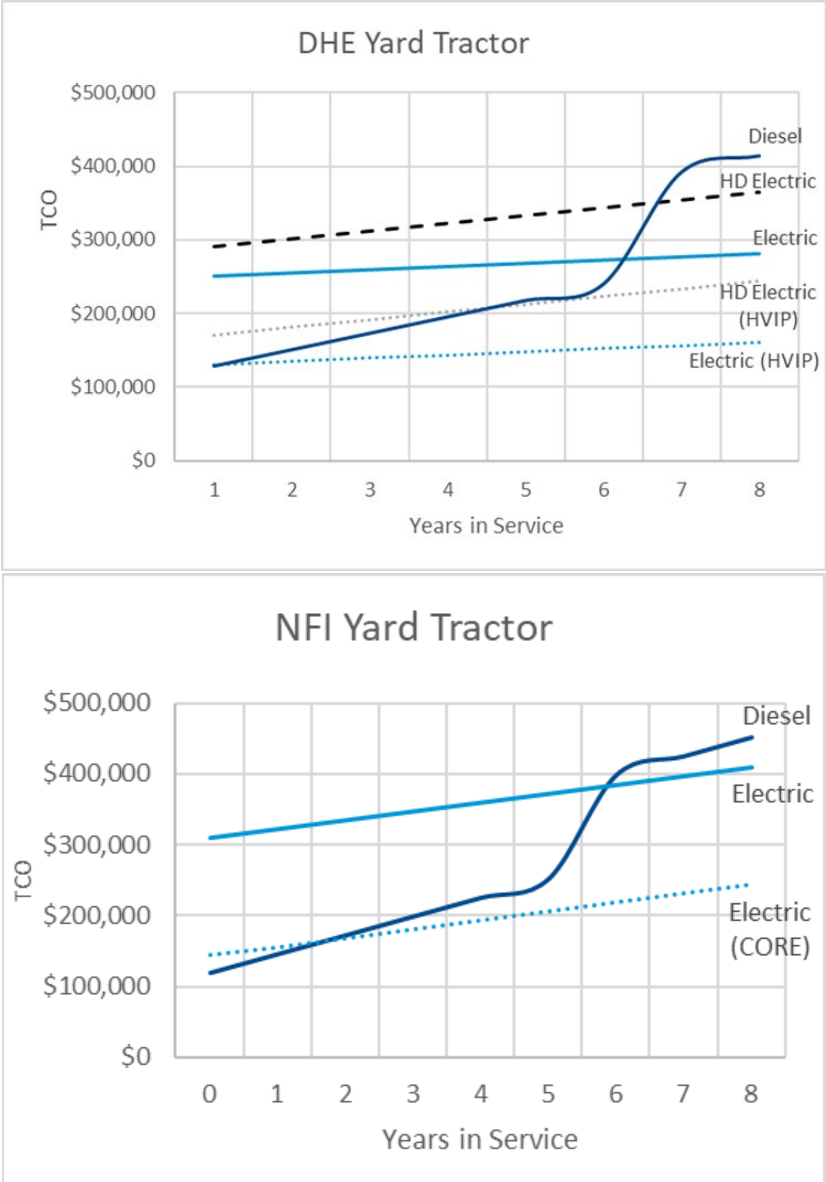 DHE Yard Tractor
$500,000
$400,000
$300,000
$200,000
$100,000
$0
TCO
Diesel
HD Electric
Electric
HD Electric
(HVIP)
Electric (HVIP)
1 2 3 4 5 6 7 8
Years in Service
NFI Yard Tractor
$500,000
$400,000
$300,000
$200,000
$100,000
$0
TCO
Diesel
Electric
Electric
(CORE)
0 1 2 3 4 5 6 7 8
Years in Service